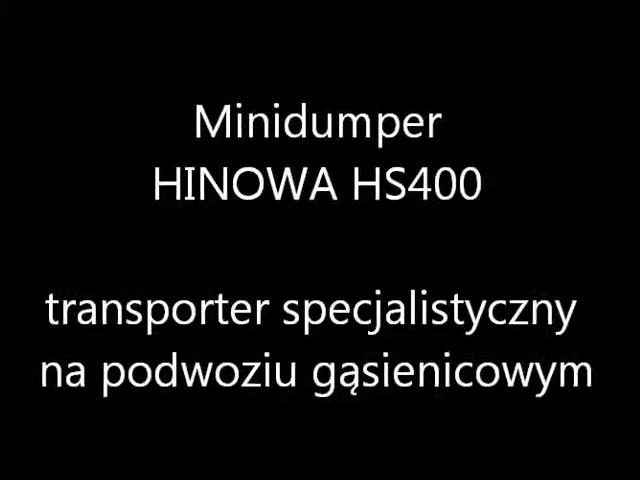 Minidumper
HINOWA HS400
transporter specjalistyczny
na podwoziu gąsienicowym